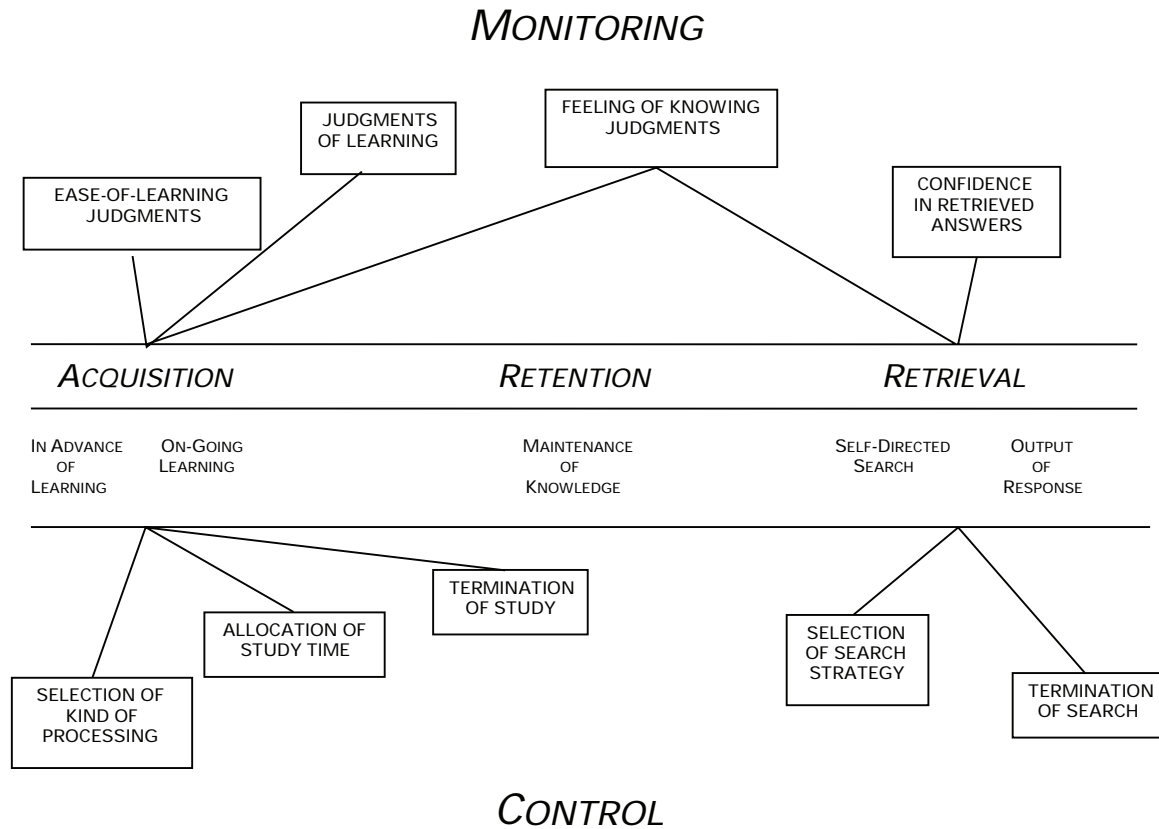 MONITORING
JUDGMENTS
OF LEARNING
FEELING OF KNOWING
JUDGMENTS
EASE-OF-LEARNING
JUDGMENTS
CONFIDENCE
IN RETRIEVED
ANSWERS
ACQUISITION
RETENTION
RETRIEVAL
IN ADVANCE
OF
LEARNING
ON-GOING
LEARNING
MAINTENANCE
OF
KNOWLEDGE
SELF-DIRECTED
SEARCH
OUTPUT
OF
RESPONSE
TERMINATION
OF STUDY
ALLOCATION OF
STUDY TIME
SELECTION OF
KIND OF
PROCESSING
SELECTION
OF SEARCH
STRATEGY
TERMINATION
OF SEARCH
CONTROL